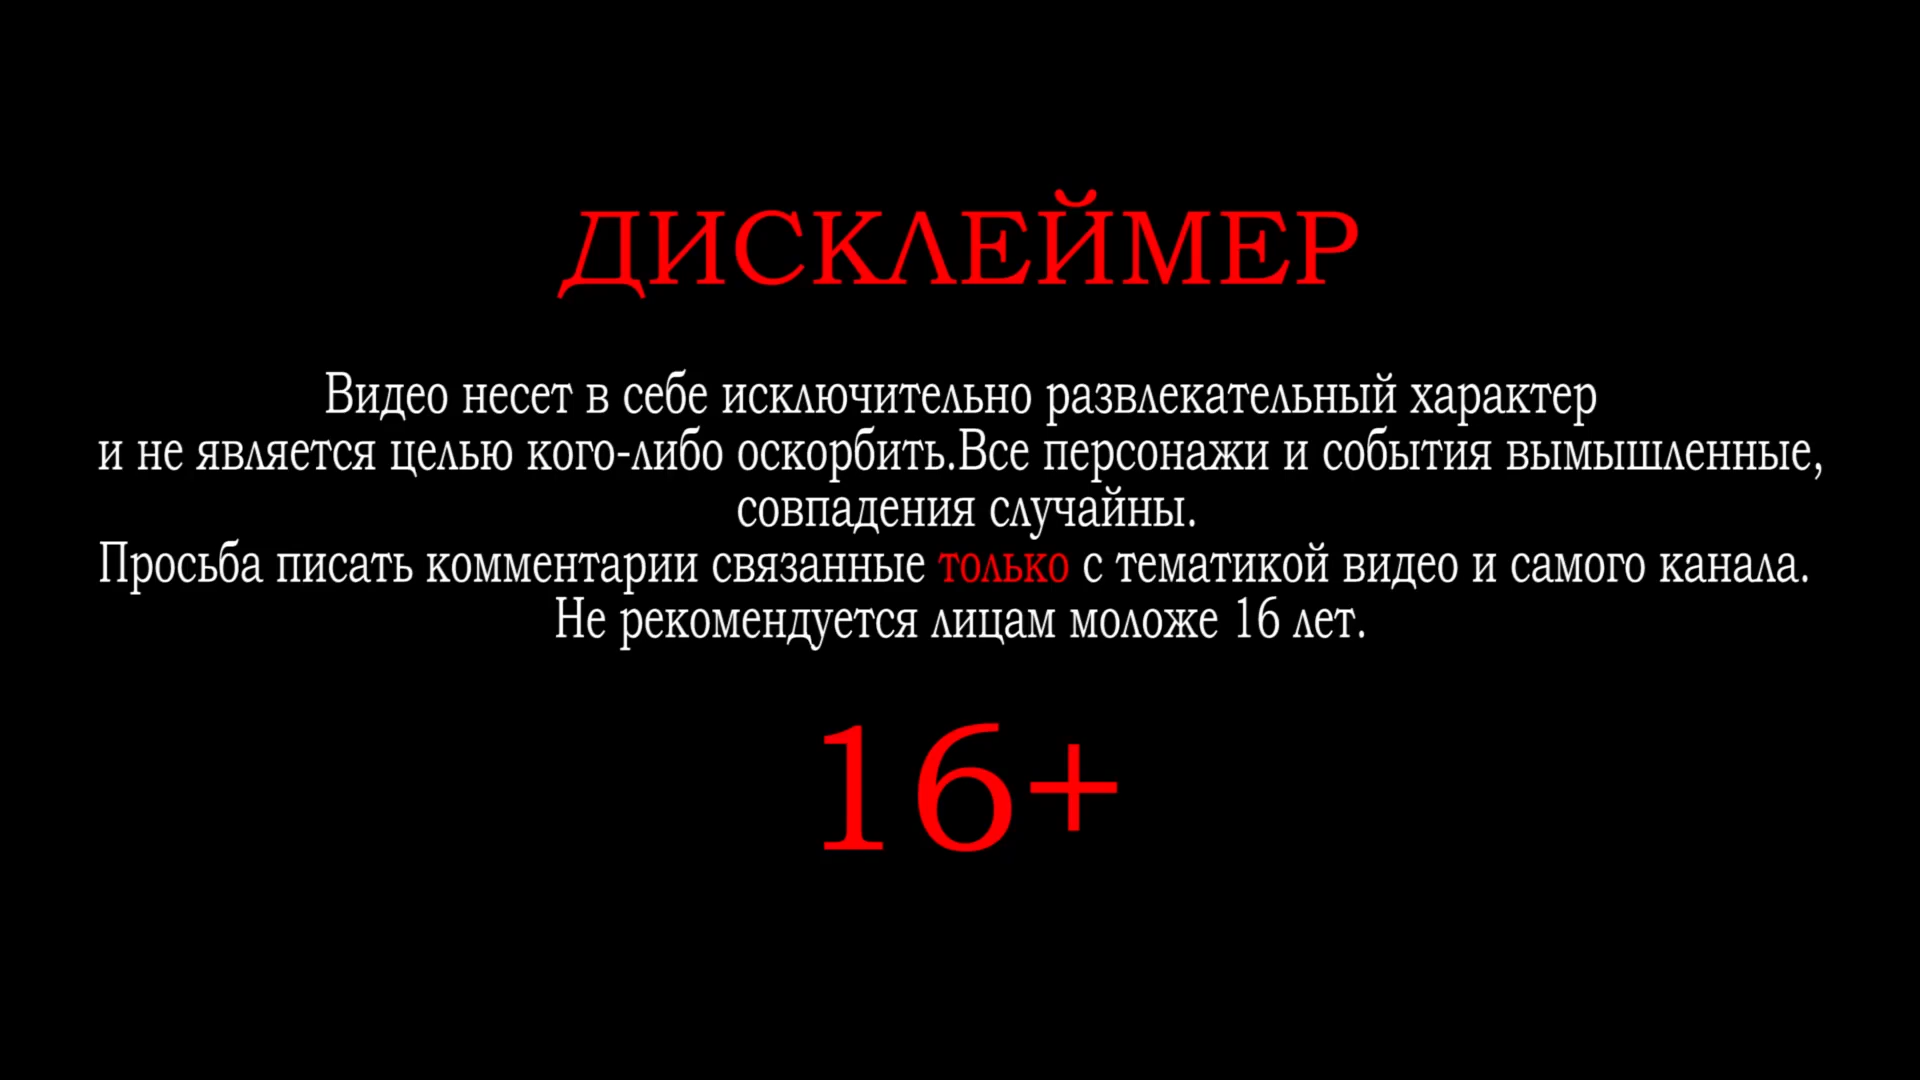 ДИСКЛЕЙМЕР
Видео несет в себе исключительно развлекательный характер
и не является целью кого-либо оскорбить.Все персонажи и события вымышленные,
совпадения случайны.
Просьба писать комментарии связанные только с тематикой видео и самого канала.
Не рекомендуется лицам моложе 16 лет.
16+